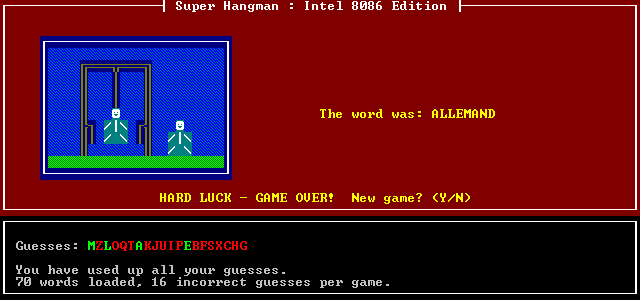 Super Hangman : Intel 8086 Edition
The word was: ALLEMAND
HARD LUCK - GAME OVER!  New game? (Y/N)
Guesses: MZLOQTAKJUIPEBFSXCHG
You have used up all your guesses.
70 words loaded, 16 incorrect guesses per game.